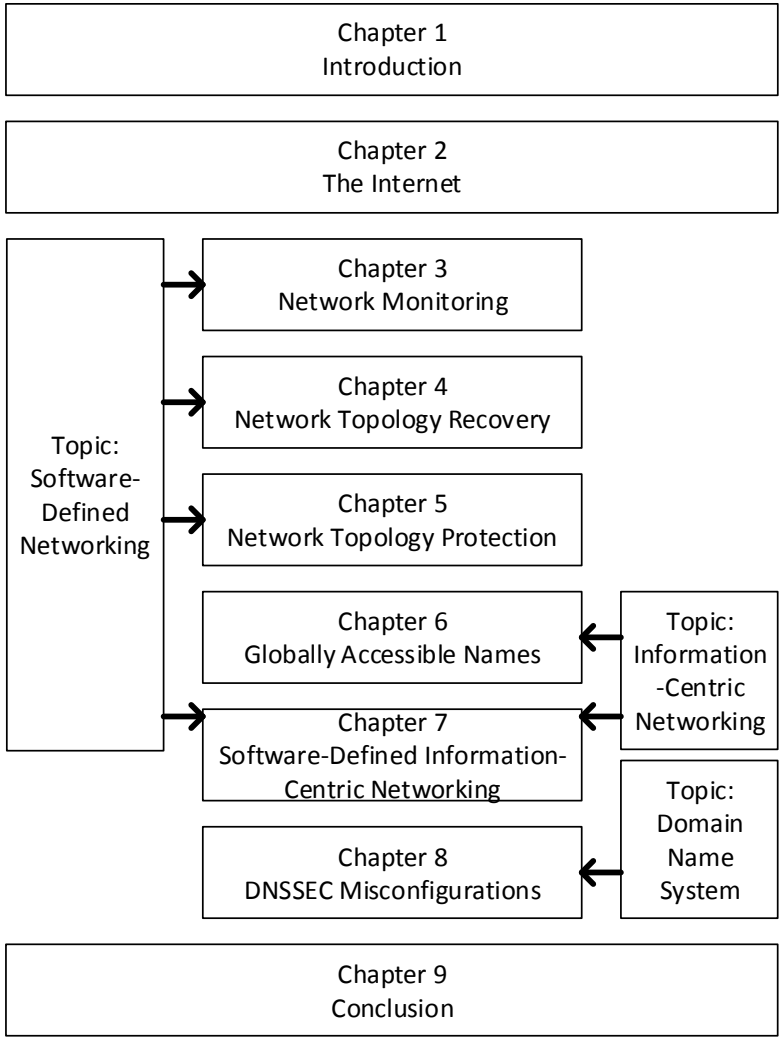 Chapter 1
Introduction
Chapter 2
The Internet
Topic:
Software-
Defined
Networking
Chapter 3
Network Monitoring
Chapter 4
Network Topology Recovery
Chapter 5
Network Topology Protection
Chapter 6
Globally Accessible Names
Topic:
Information
-Centric
Networking
Chapter 7
Software-Defined Information-
Centric Networking
Chapter 8
DNSSEC Misconfigurations
Topic:
Domain
Name
System
Chapter 9
Conclusion